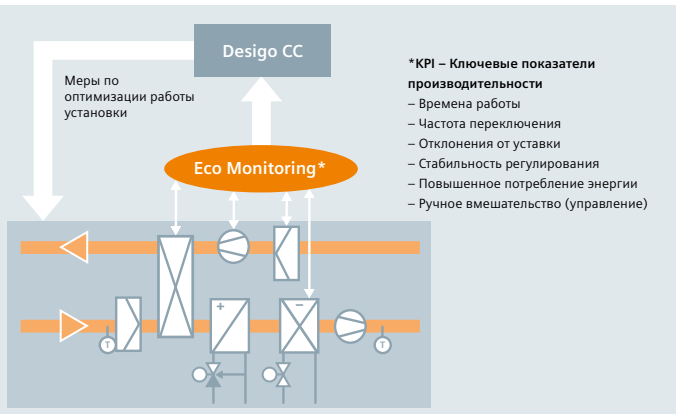 Desigo CC
Меры по
оптимизации работы
установки
Eco Monitoring*
*KPI – Ключевые показатели
производительности
– Времена работы
– Частота переключения
– Отклонения от уставки
– Стабильность регулирования
– Повышенное потребление энергии
– Ручное вмешательство (управление)
+
–
T
T